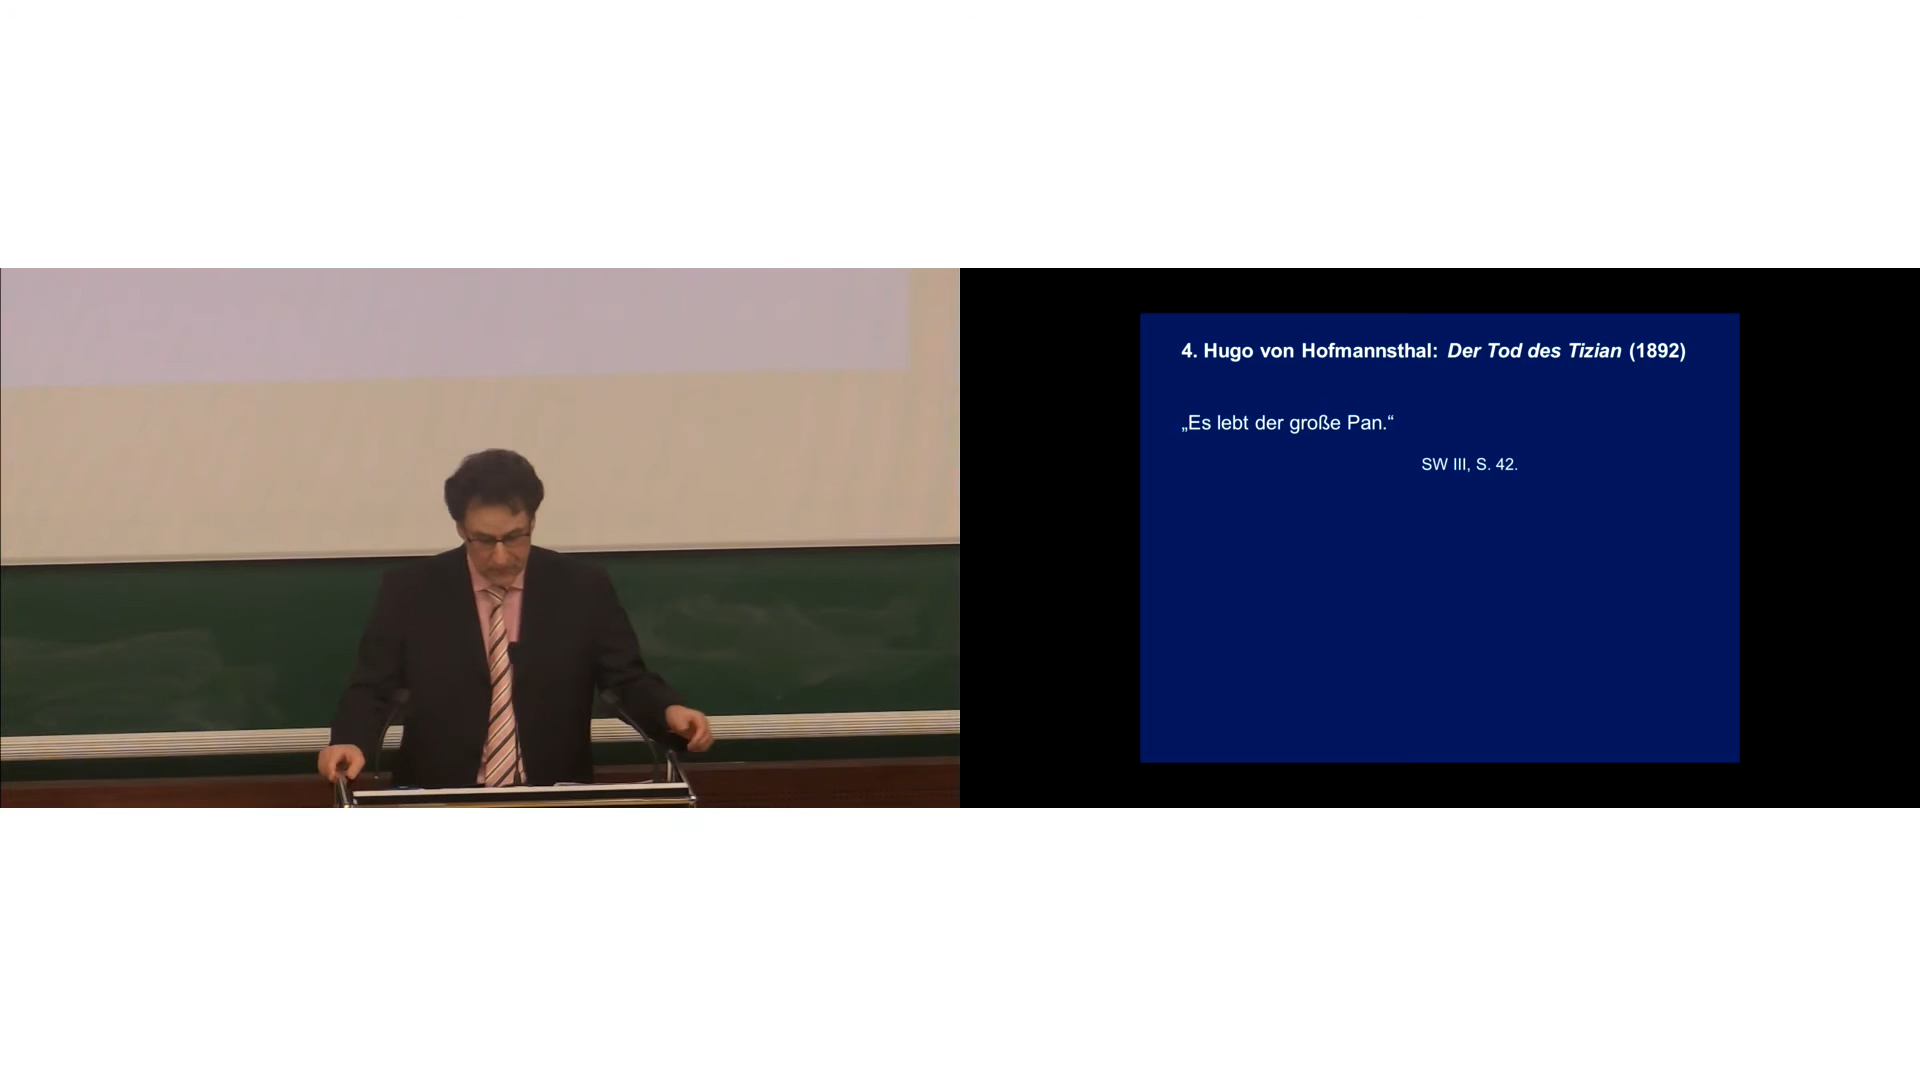 4. Hugo von Hofmannsthal: Der Tod des Tizian (1892)
„Es lebt der große Pan.“
SW III, S. 42.